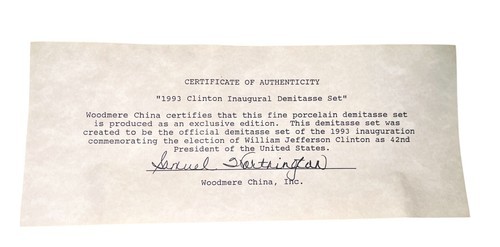 CERTIFICATE OF AUTHENTICITY
"1993 Clinton Inaugural Demitasse Set"
Woodmere China certifies that this fine porcelain demitasse set
is produced as an exclusive edition. This demitasse set was
created to be the official demitasse set of the 1993 inauguration
commemorating the election of William Jefferson Clinton as 42nd
President of the United States.
Samuel Worthington
Woodmere China, Inc.